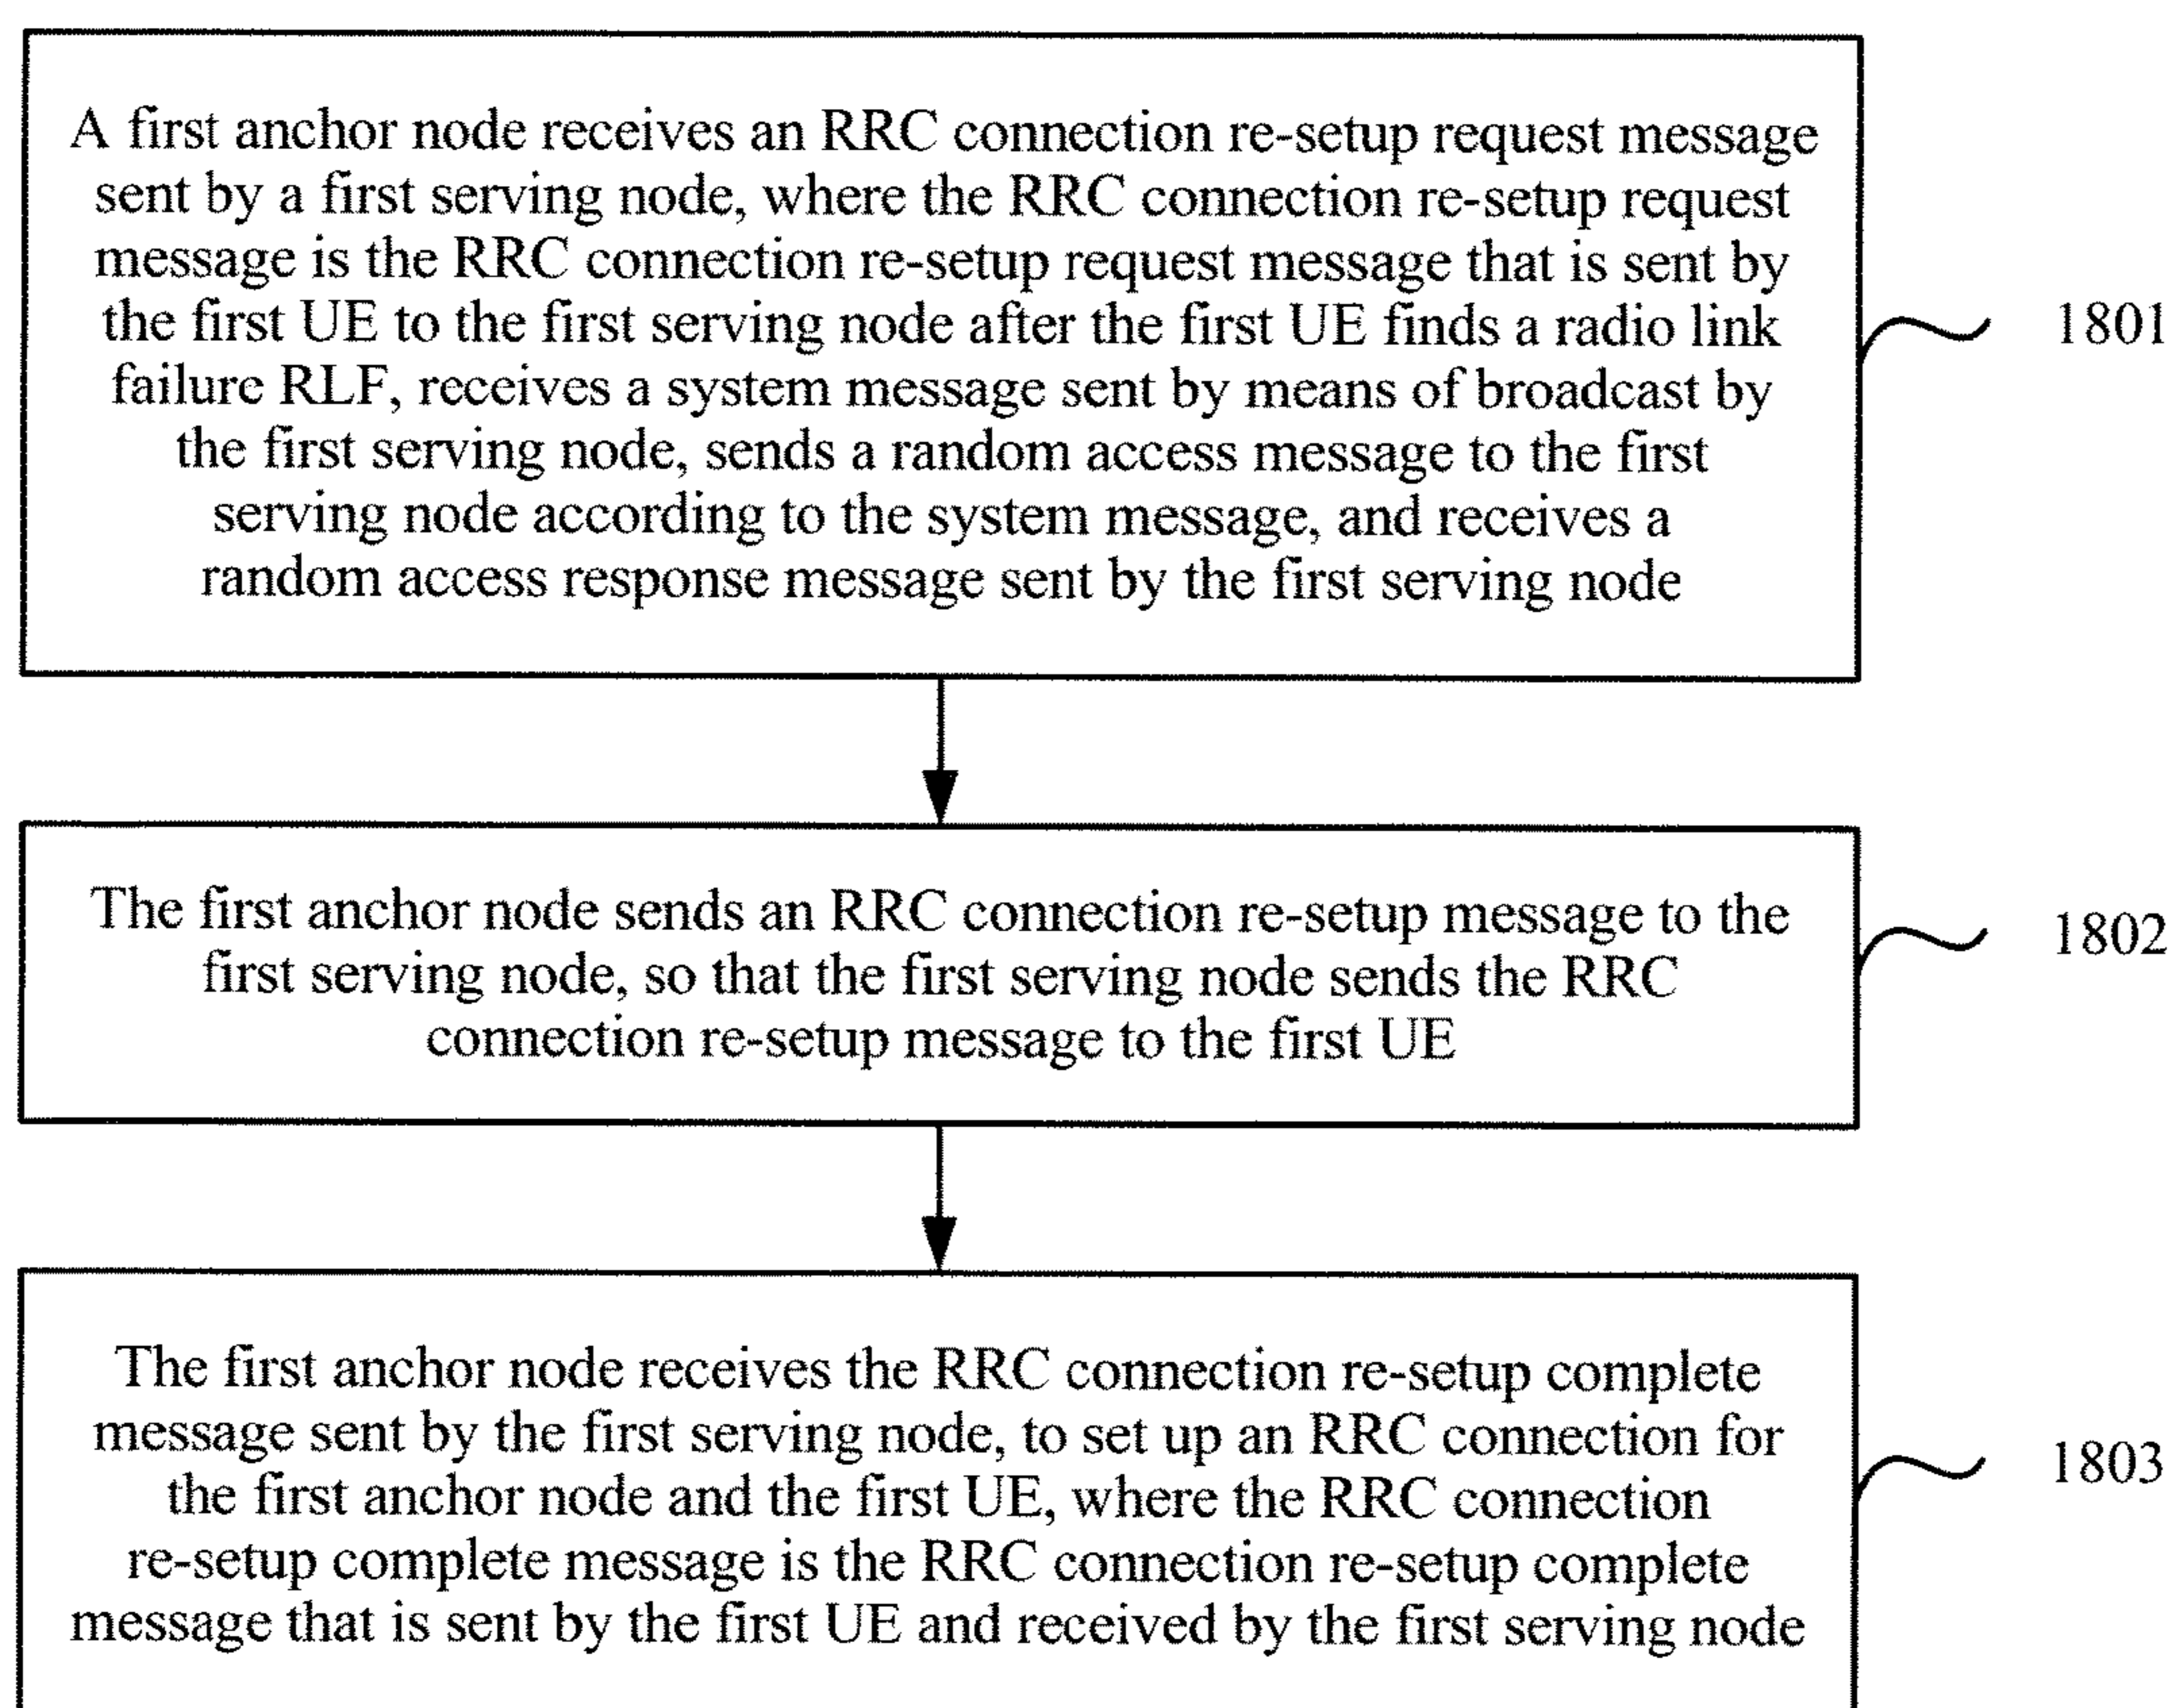 A first anchor node receives an RRC connection re-setup request message
sent by a first serving node, where the RRC connection re-setup request
message is the RRC connection re-setup request message that is sent by
the first UE to the first serving node after the first UE finds a radio link
failure RLF, receives a system message sent by means of broadcast by
the first serving node, sends a random access message to the first
serving node according to the system message, and receives a
random access response message sent by the first serving node
1801
The first anchor node sends an RRC connection re-setup message to the
first serving node, so that the first serving node sends the RRC
connection re-setup message to the first UE
1802
The first anchor node receives the RRC connection re-setup complete
message sent by the first serving node, to set up an RRC connection for
the first anchor node and the first UE, where the RRC connection
re-setup complete message is the RRC connection re-setup complete
message that is sent by the first UE and received by the first serving node
1803